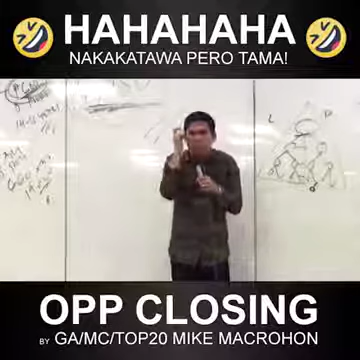 HAHAHAHA
NAKAKATAWA PERO TAMA!
OPP CLOSING
BY GA/MC/TOP20 MIKE MACROHON